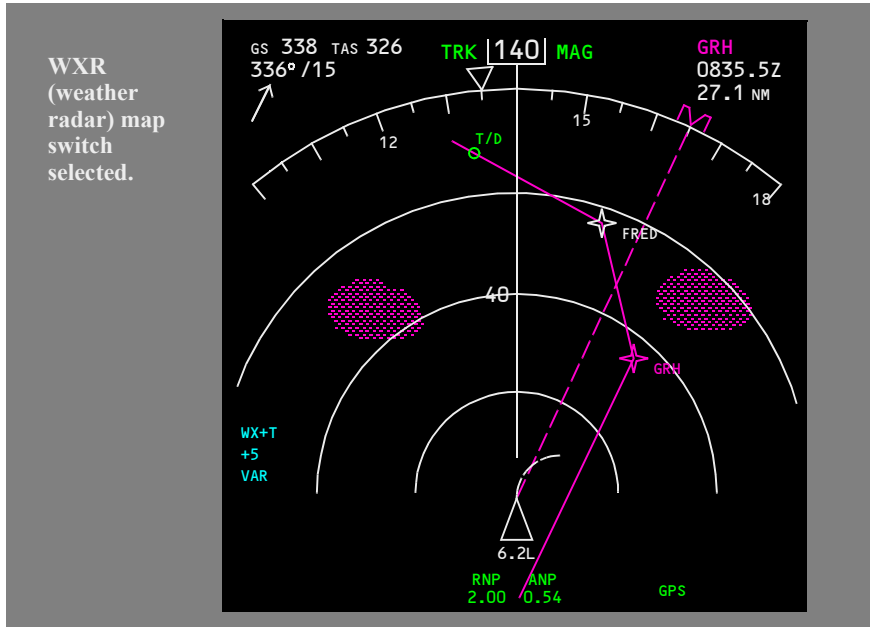 WXR
(weather
radar) map
switch
selected.
GS 338 TAS 326
336°/15
TRK 140 MAG
GRH
0835.5Z
27.1 NM
12
15
18
T/D
FRED
40
GRH
WX+T
+5
VAR
6.2L
RNP ANP
2.00 0.54
GPS